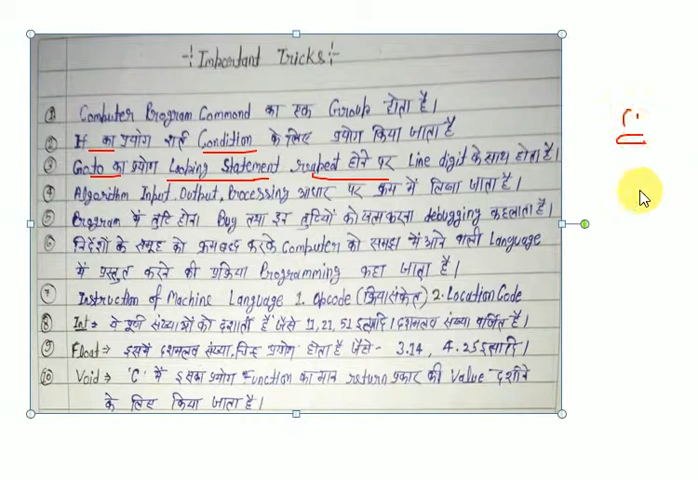 Important Tricks
① Computer Program Command का एक Group होता है।
② If का प्रयोग शर्त Condition के लिए प्रयोग किया जाता है
③ Goto का प्रयोग Looping Statement repeat होने पर Line digit के साथ होता है।
④ Algorithm Input, Output, Processing आधार पर क्रम में लिखा जाता है।
⑤ Program में त्रुटि होना Bug तथा इन त्रुटियों को खत्म करना debugging कहलाता है।
⑥ निर्देशों के समूह को क्रमबद्ध करके Computer को समझ में आने वाली Language
में प्रस्तुत करने की प्रक्रिया Programming कहा जाता है।
⑦ Instruction of Machine Language 1. Opcode (क्रियासंकेत) 2. Location Code
⑧ Int → ये पूर्ण संख्याओं को दर्शाती हैं जैसे 11, 21, 51 इत्यादि। दशमलव संख्या वर्जित है।
⑨ Float → इसमें दशमलव संख्या चिन्ह प्रयोग होता है जैसे - 3.14, 4.25 इत्यादि।
⑩ Void → 'C' में इसका प्रयोग Function का मान return प्रकार की Value दर्शाने
के लिए किया जाता है।